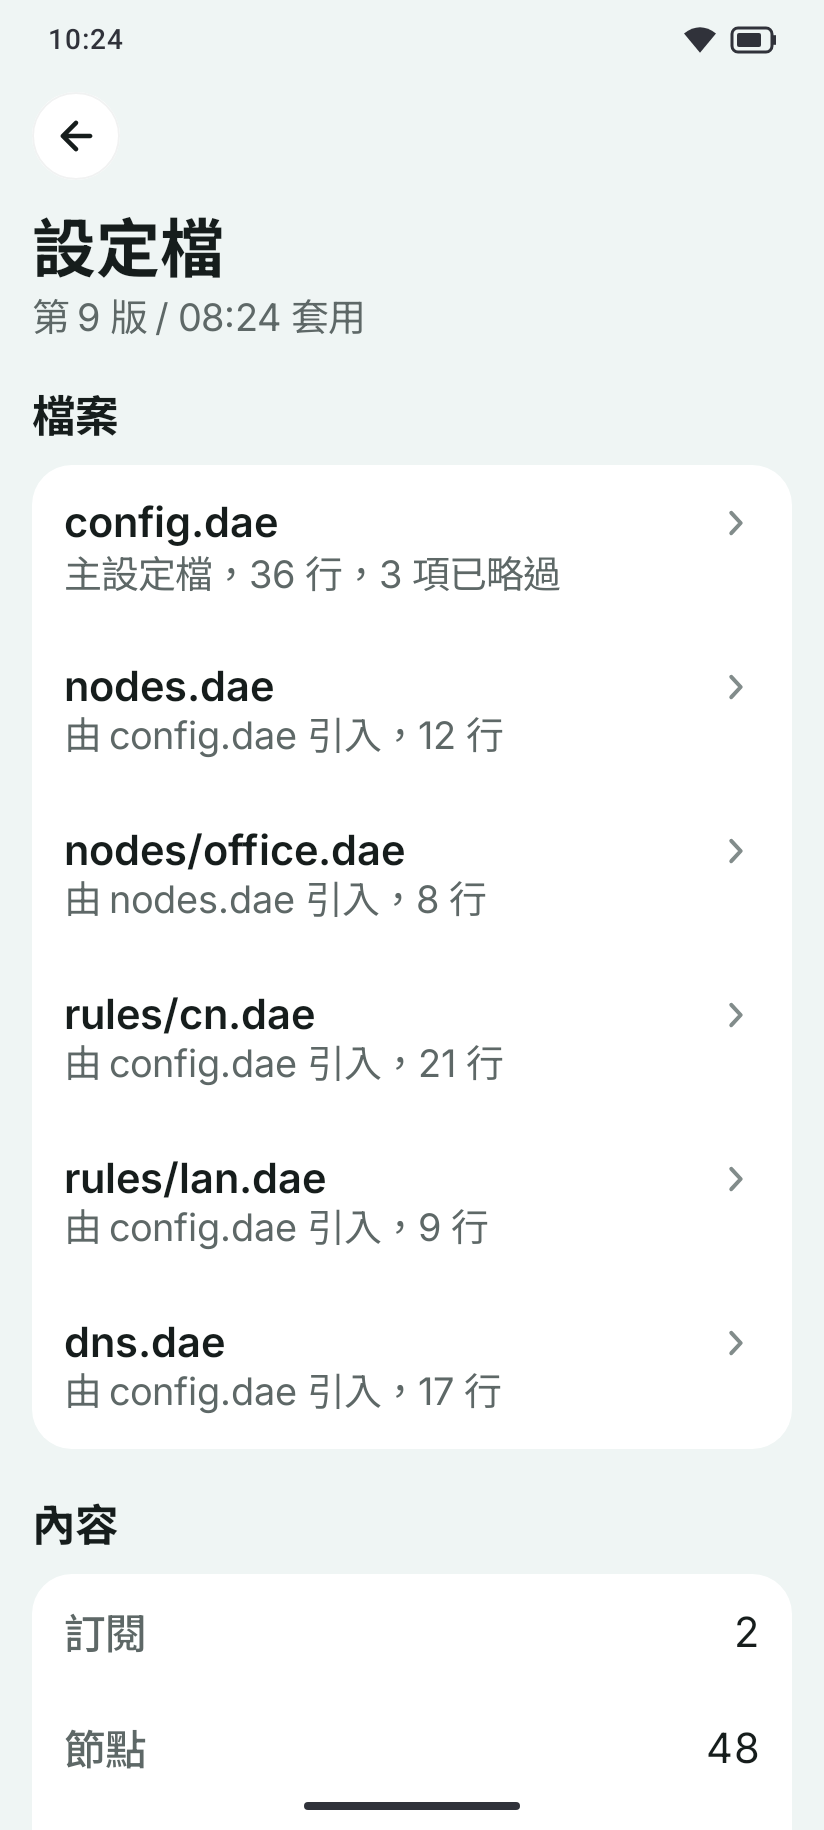 10:24
設定檔
第 9 版 / 08:24 套用
檔案
config.dae
主設定檔，36 行，3 項已略過
nodes.dae
由 config.dae 引入，12 行
nodes/office.dae
由 nodes.dae 引入，8 行
rules/cn.dae
由 config.dae 引入，21 行
rules/lan.dae
由 config.dae 引入，9 行
dns.dae
由 config.dae 引入，17 行
內容
訂閱 2
節點 48